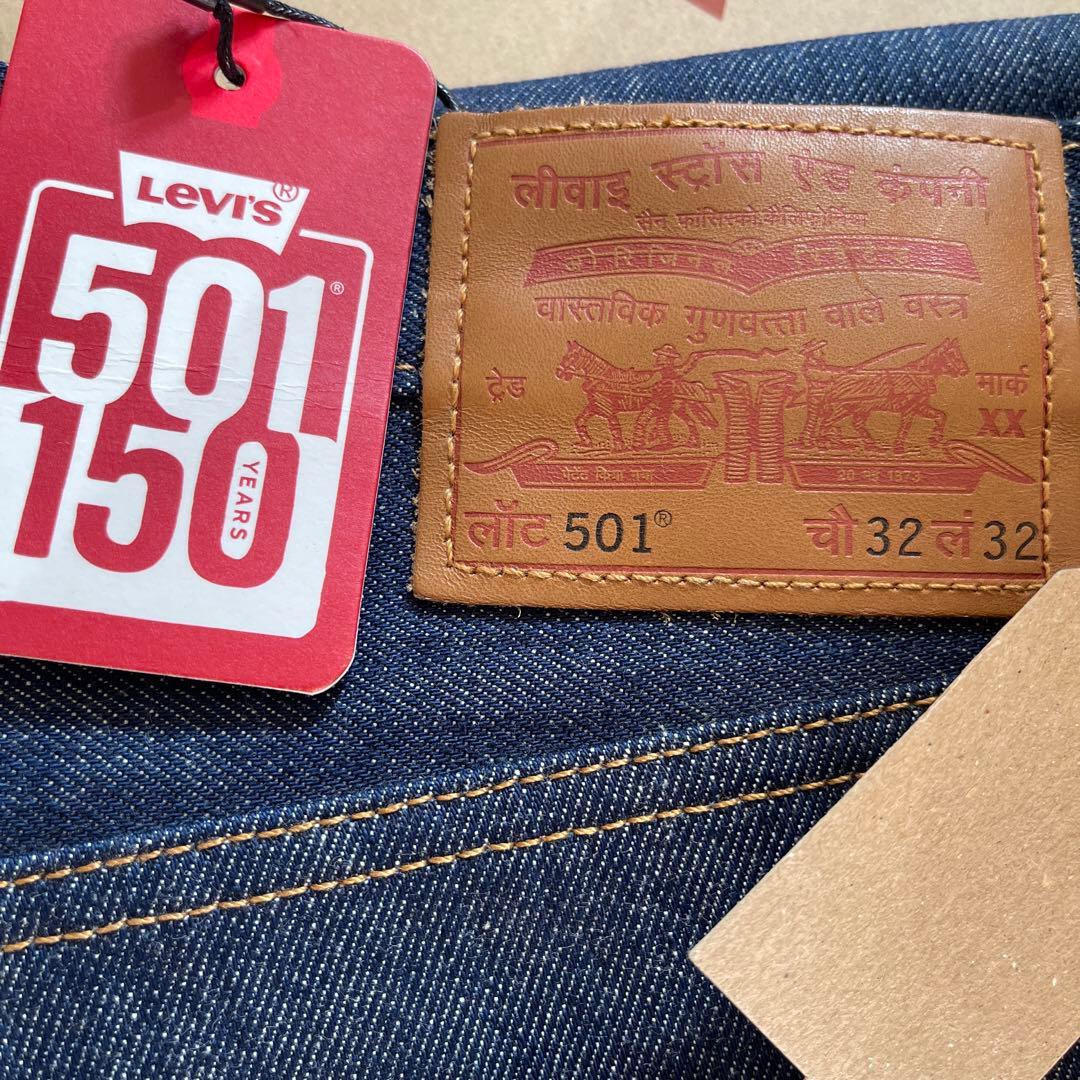 Levi's®
501®
150
YEARS
लीवाइ स्ट्रॉस एंड कंपनी
सैन फ्रांसिस्को कैलिफ़ोर्निया
वास्तविक गुणवत्ता वाले वस्त्र
ट्रेड मार्क
XX
लॉट 501® चौ 32 लं 32